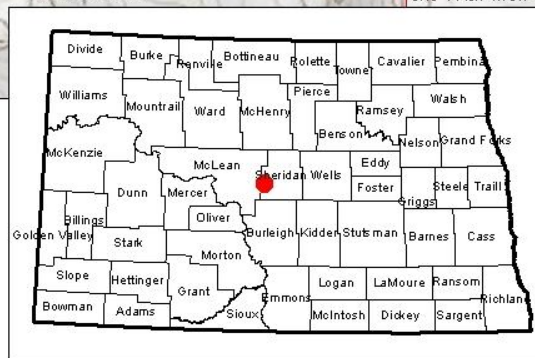 Divide Burke Renville Bottineau Rolette Towner Cavalier Pembina
Williams Mountrail Ward McHenry Pierce Ramsey Walsh
Benson Nelson Grand Forks
McKenzie McLean Sheridan Wells Eddy
Dunn Mercer Foster Griggs Steele Traill
Billings Oliver
Golden Valley Stark Morton Burleigh Kidder Stutsman Barnes Cass
Slope Hettinger Grant Emmons Logan LaMoure Ransom Richland
Bowman Adams Sioux McIntosh Dickey Sargent